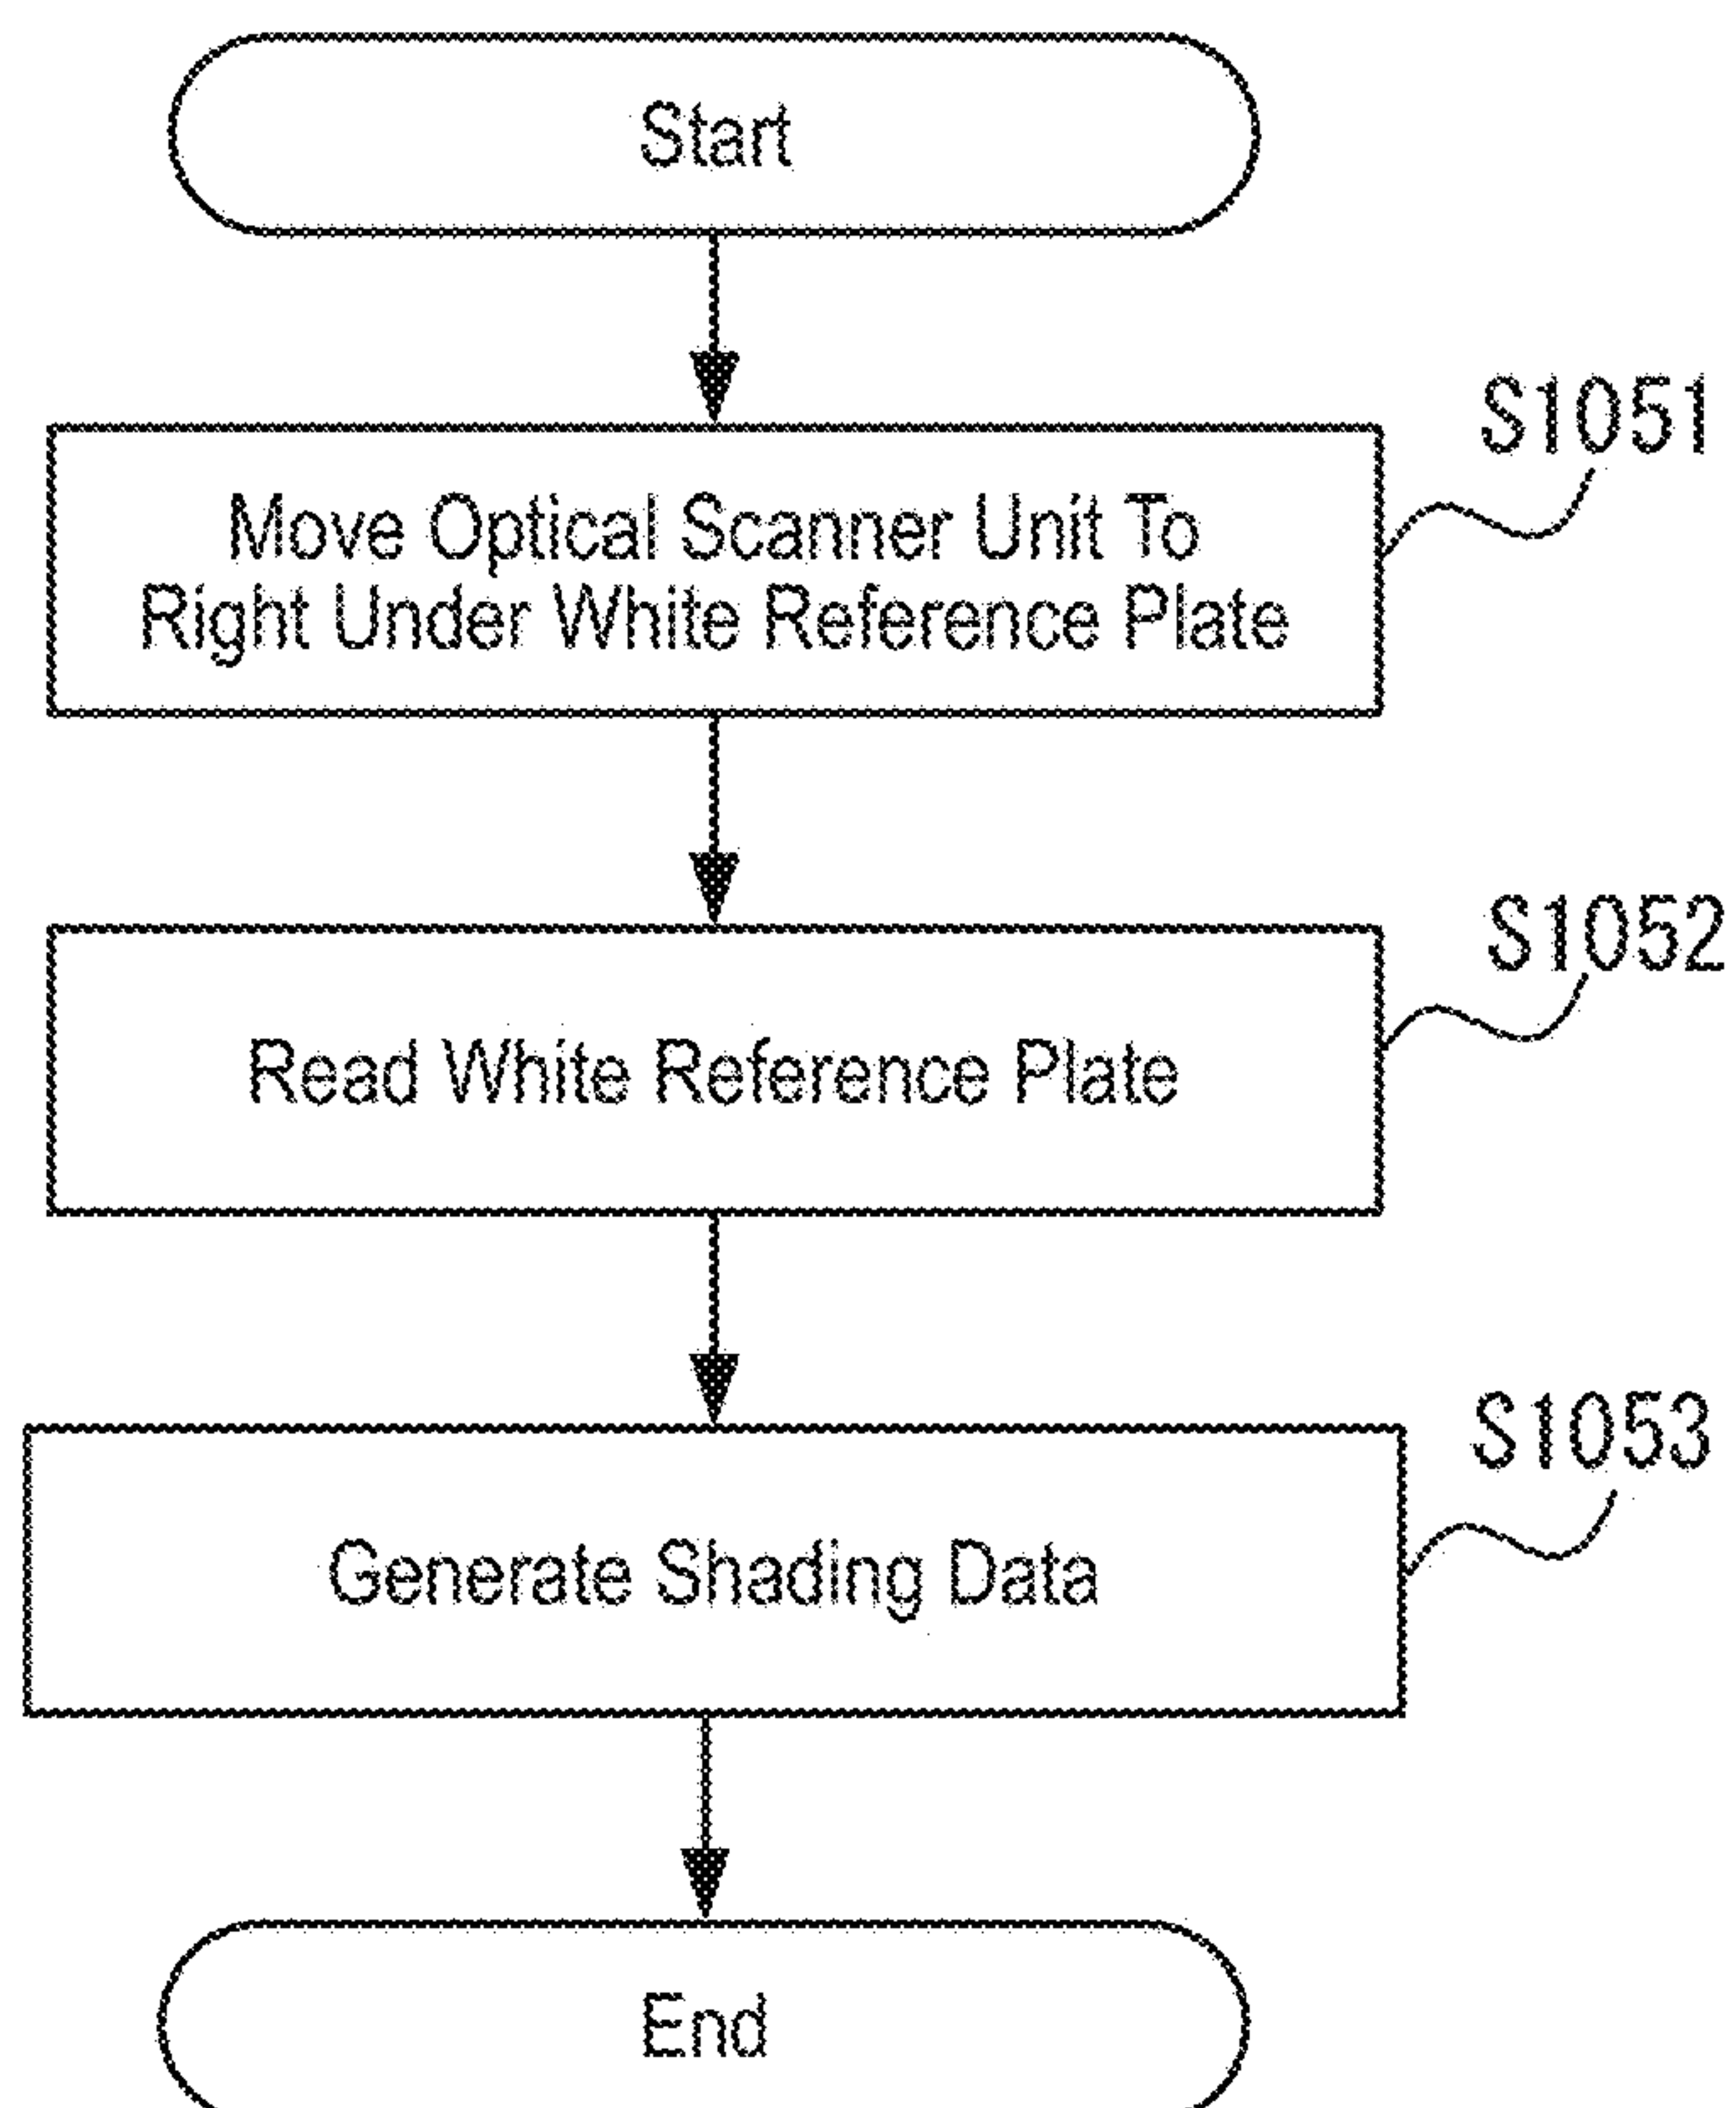 Start
S1051
Move Optical Scanner Unit To
Right Under White Reference Plate
S1052
Read White Reference Plate
S1053
Generate Shading Data
End